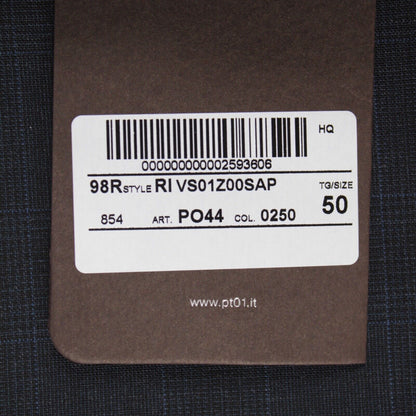 HQ
000000000002593606
98R STYLE RI VS01Z00SAP TG/SIZE 50
854 ART. PO44 COL. 0250
www.pt01.it